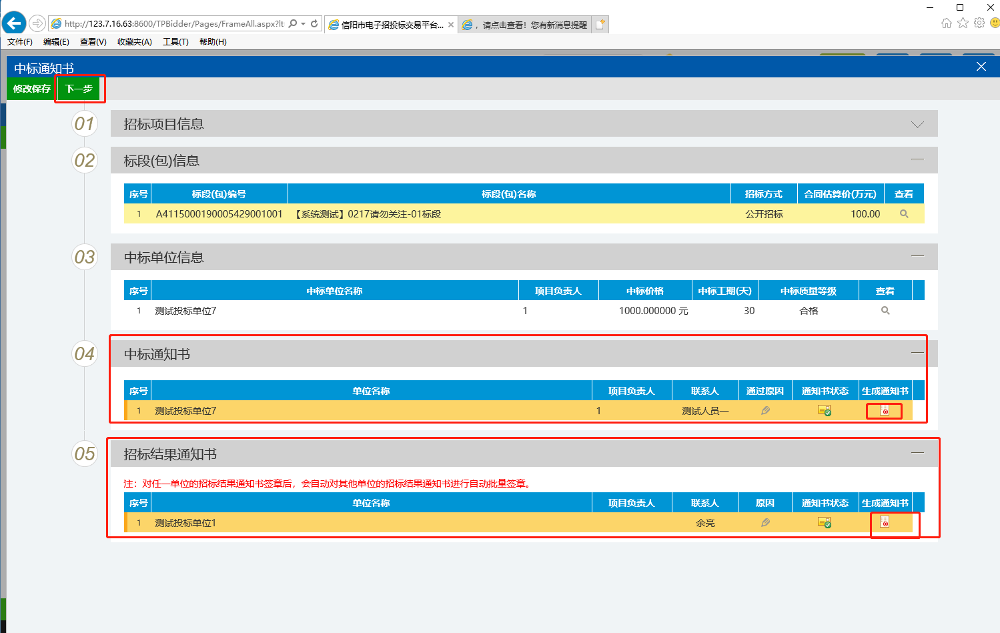 http://123.7.16.63:8600/TPBidder/Pages/FrameAll.aspx?lt 信阳市电子招投标交易平台... ，请点击查看！您有新消息提醒
文件(F) 编辑(E) 查看(V) 收藏夹(A) 工具(T) 帮助(H)
中标通知书
修改保存 下一步
01 招标项目信息
02 标段(包)信息
序号 标段(包)编号 标段(包)名称 招标方式 合同估算价(万元) 查看
1 A4115000190005429001001 【系统测试】0217请勿关注-01标段 公开招标 100.00
03 中标单位信息
序号 中标单位名称 项目负责人 中标价格 中标工期(天) 中标质量等级 查看
1 测试投标单位7 1 1000.000000 元 30 合格
04 中标通知书
序号 单位名称 项目负责人 联系人 通过原因 通知书状态 生成通知书
1 测试投标单位7 1 测试人员一
05 招标结果通知书
注：对任一单位的招标结果通知书签章后，会自动对其他单位的招标结果通知书进行自动批量签章。
序号 单位名称 项目负责人 联系人 原因 通知书状态 生成通知书
1 测试投标单位1 余亮